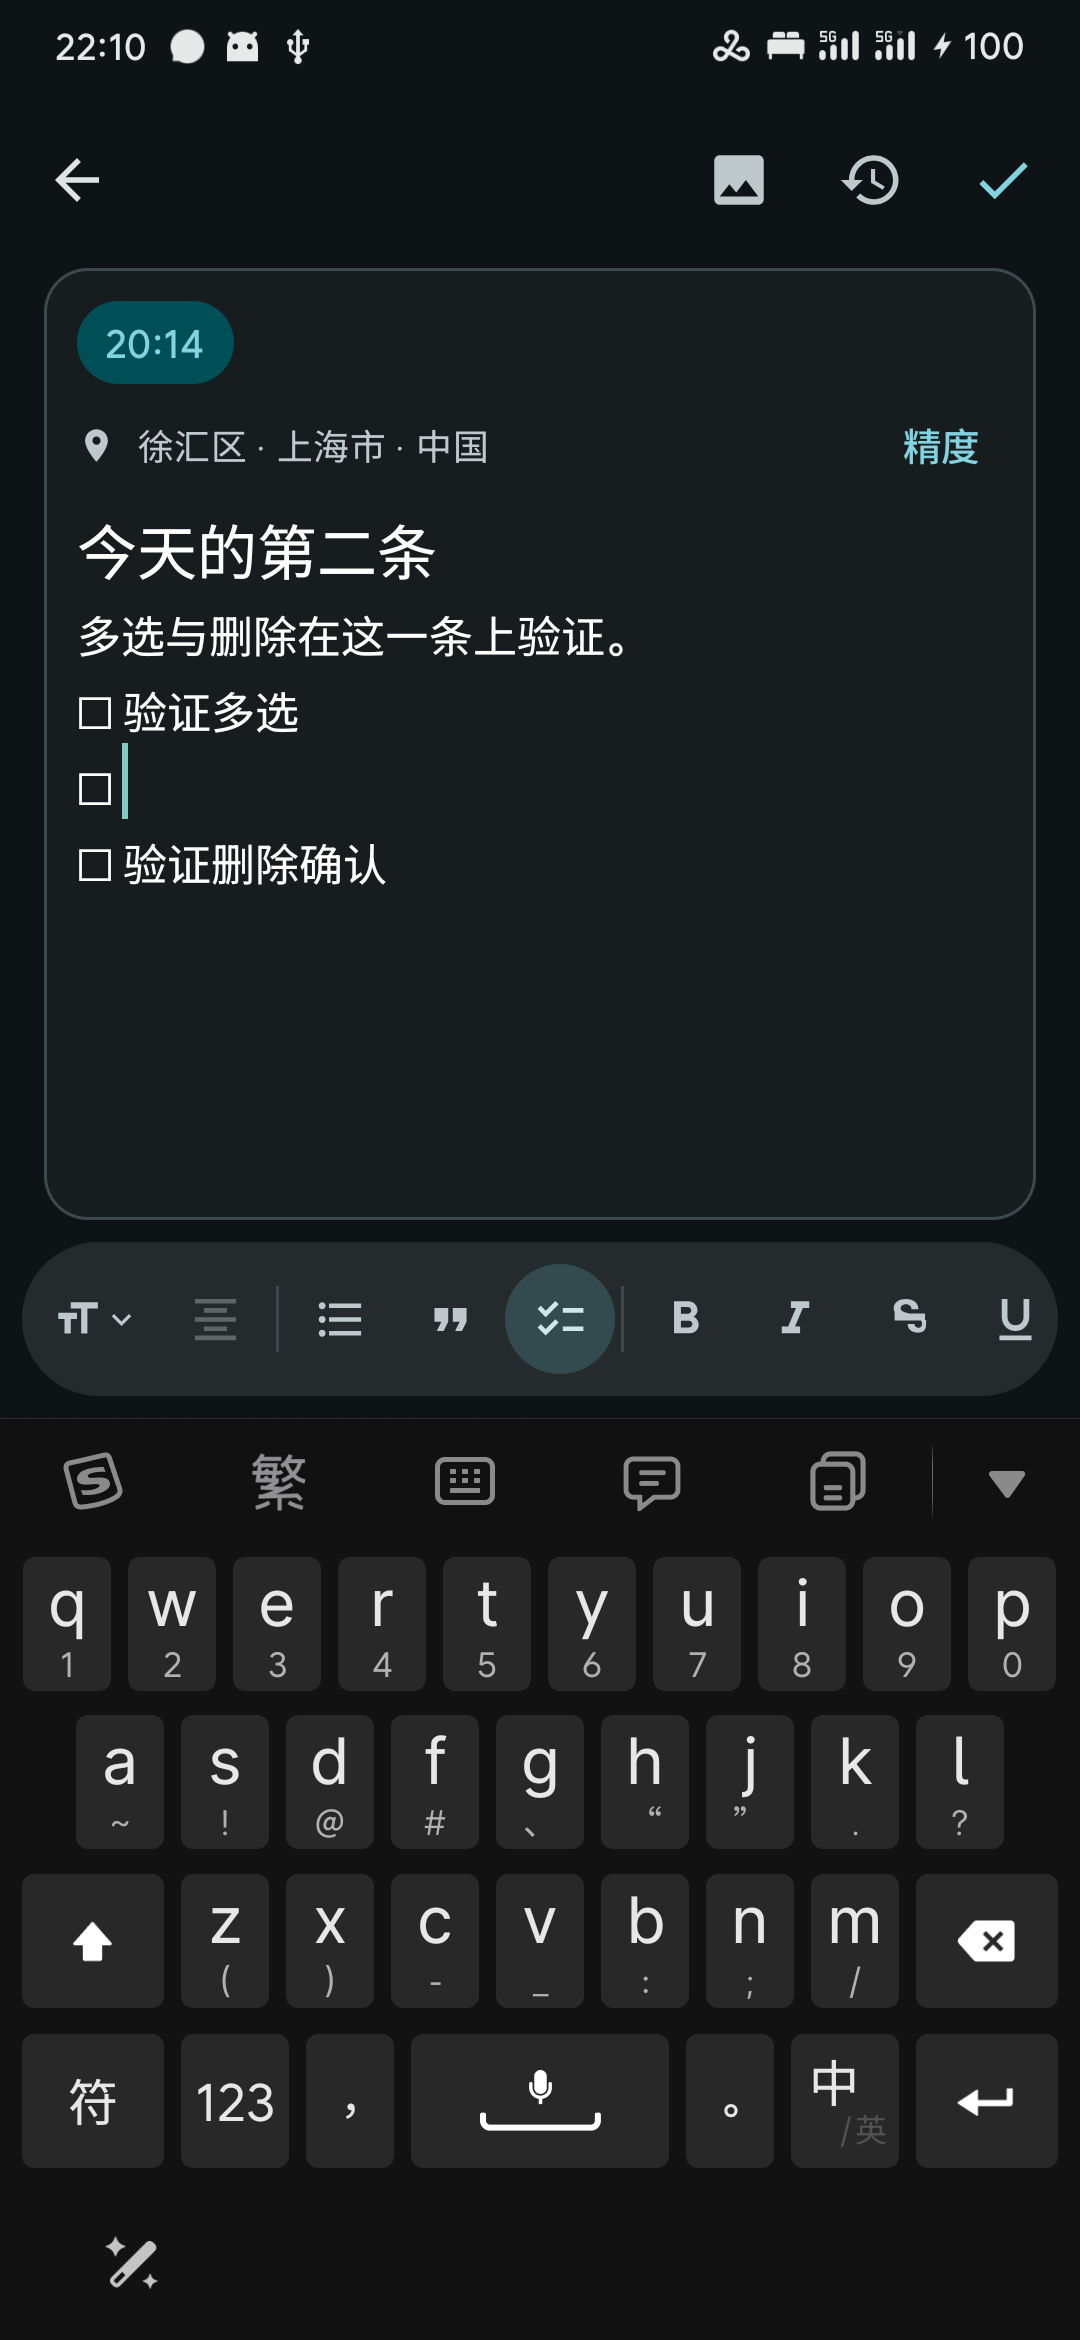 22:10 5G 5G 100
20:14
徐汇区 · 上海市 · 中国 精度
今天的第二条
多选与删除在这一条上验证。
☐ 验证多选
☐
☐ 验证删除确认
B I S U
繁
q w e r t y u i o p
1 2 3 4 5 6 7 8 9 0
a s d f g h j k l
~ ! @ # 、 “ ” . ?
z x c v b n m
( ) - _ : ; /
符 123 ， 。 中/英